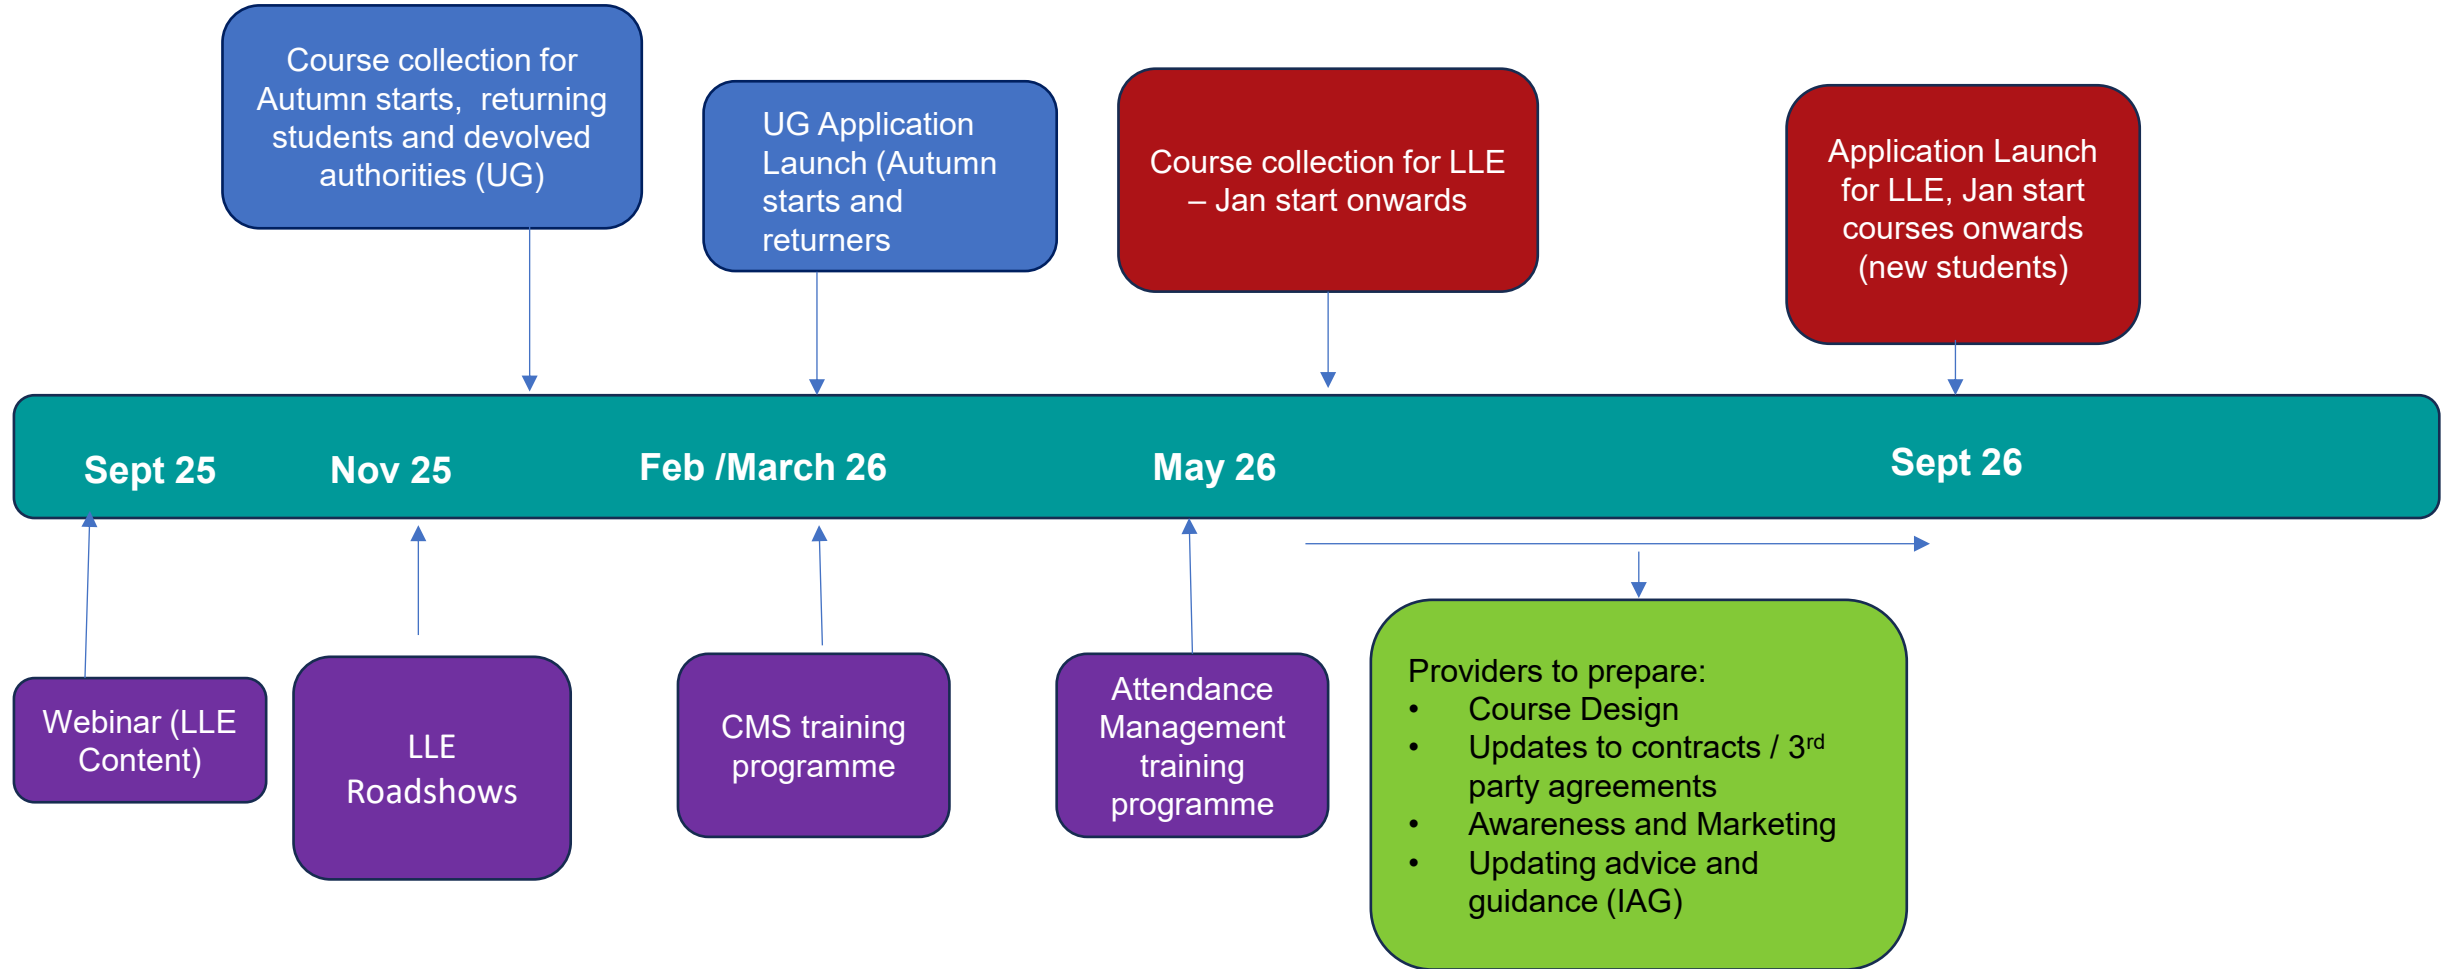 Course collection for
Autumn starts,  returning
students and devolved
authorities (UG)
UG Application
Launch (Autumn
starts and
returners
Course collection for LLE
– Jan start onwards
Application Launch
for LLE, Jan start
courses onwards
(new students)
Sept 25
Nov 25
Feb /March 26
May 26
Sept 26
Webinar (LLE
Content)
LLE
Roadshows
CMS training
programme
Attendance
Management
training
programme
Providers to prepare:
• Course Design
• Updates to contracts / 3rd
party agreements
• Awareness and Marketing
• Updating advice and
guidance (IAG)